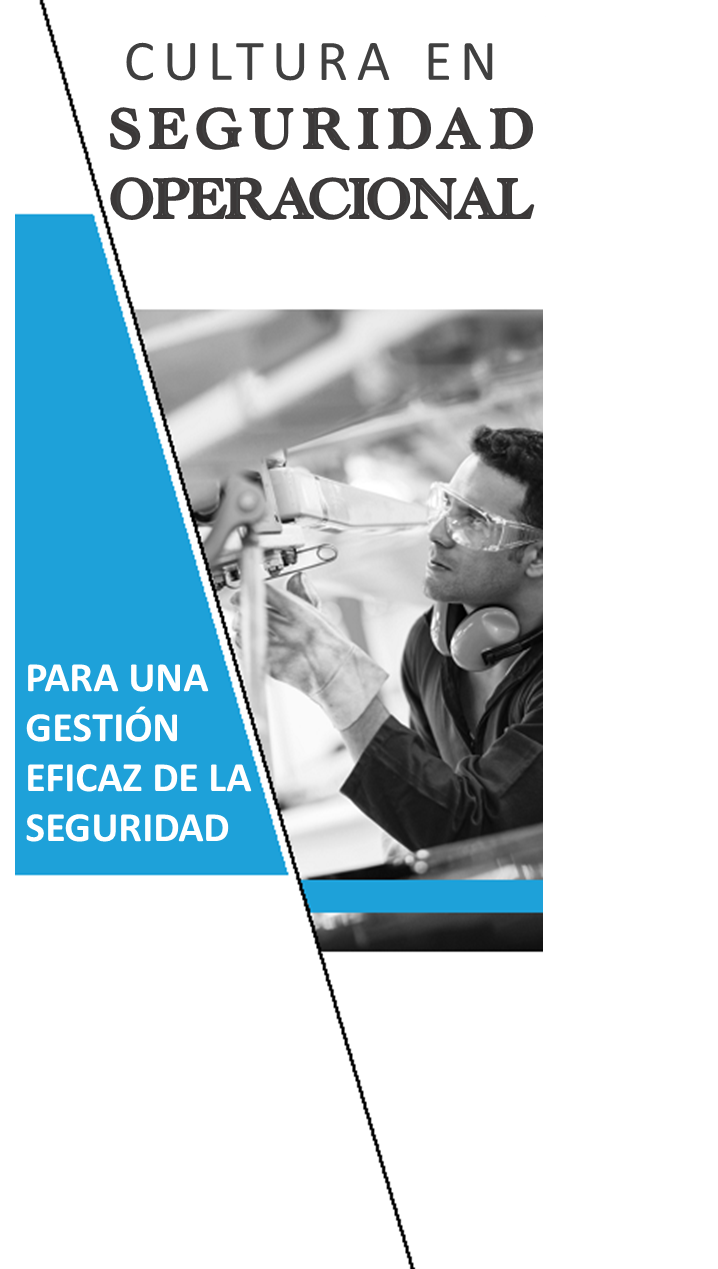 CULTURA EN
SEGURIDAD
OPERACIONAL
PARA UNA
GESTIÓN
EFICAZ DE LA
SEGURIDAD